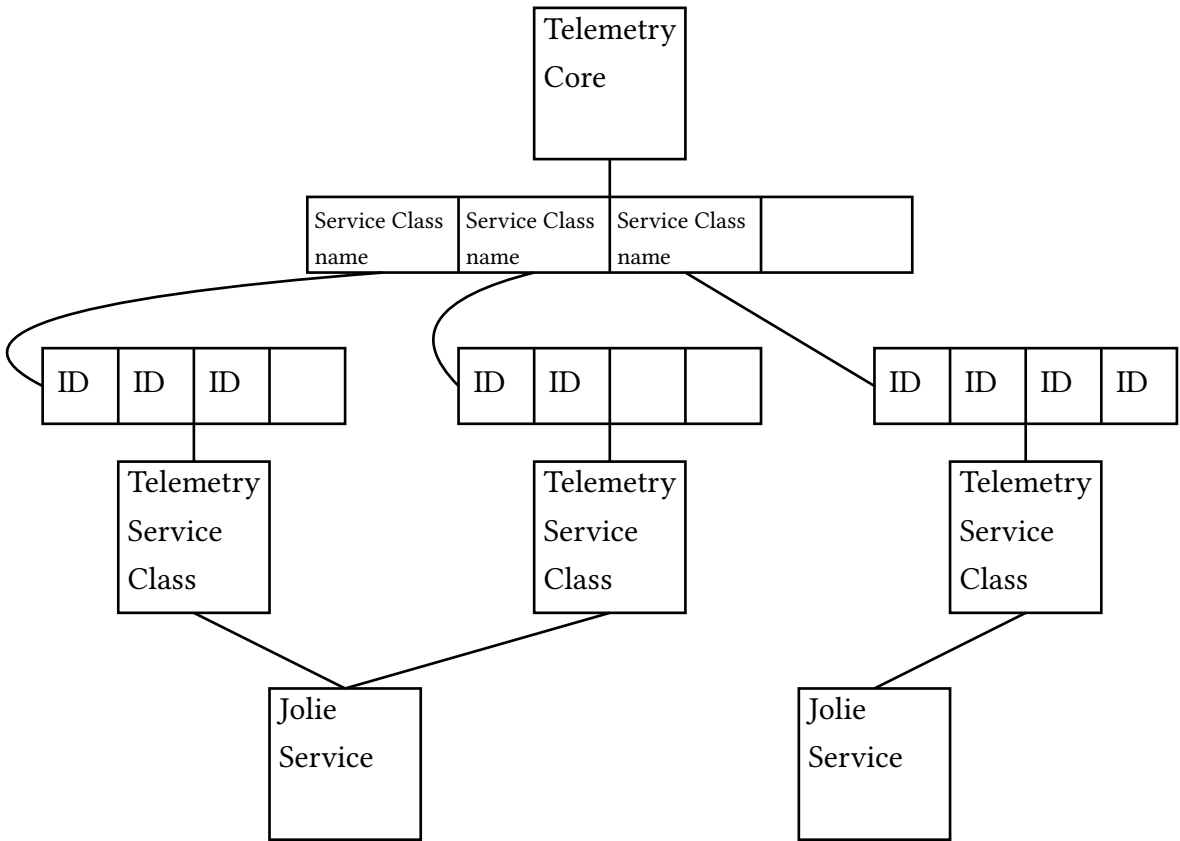 Telemetry
Core
Service Class
name
Service Class
name
Service Class
name
ID
ID
ID
ID
ID
ID
ID
ID
ID
Telemetry
Service
Class
Telemetry
Service
Class
Telemetry
Service
Class
Jolie
Service
Jolie
Service